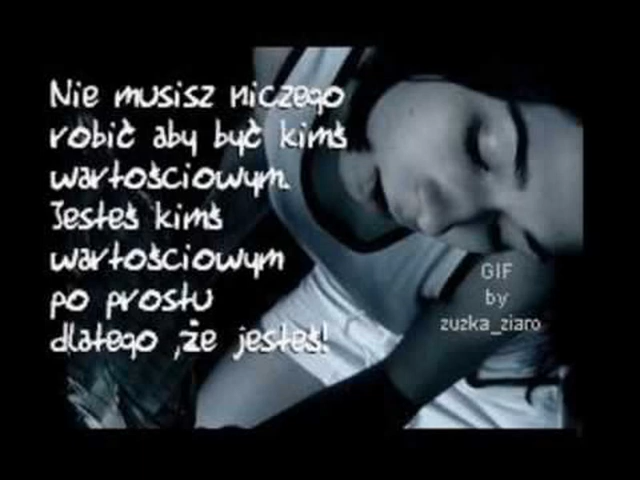 Nie musisz niczego
robić aby być kimś
wartościowym.
Jesteś kimś
wartościowym
po prostu
dlatego ,że jesteś!
GIF
by
zuzka_ziaro